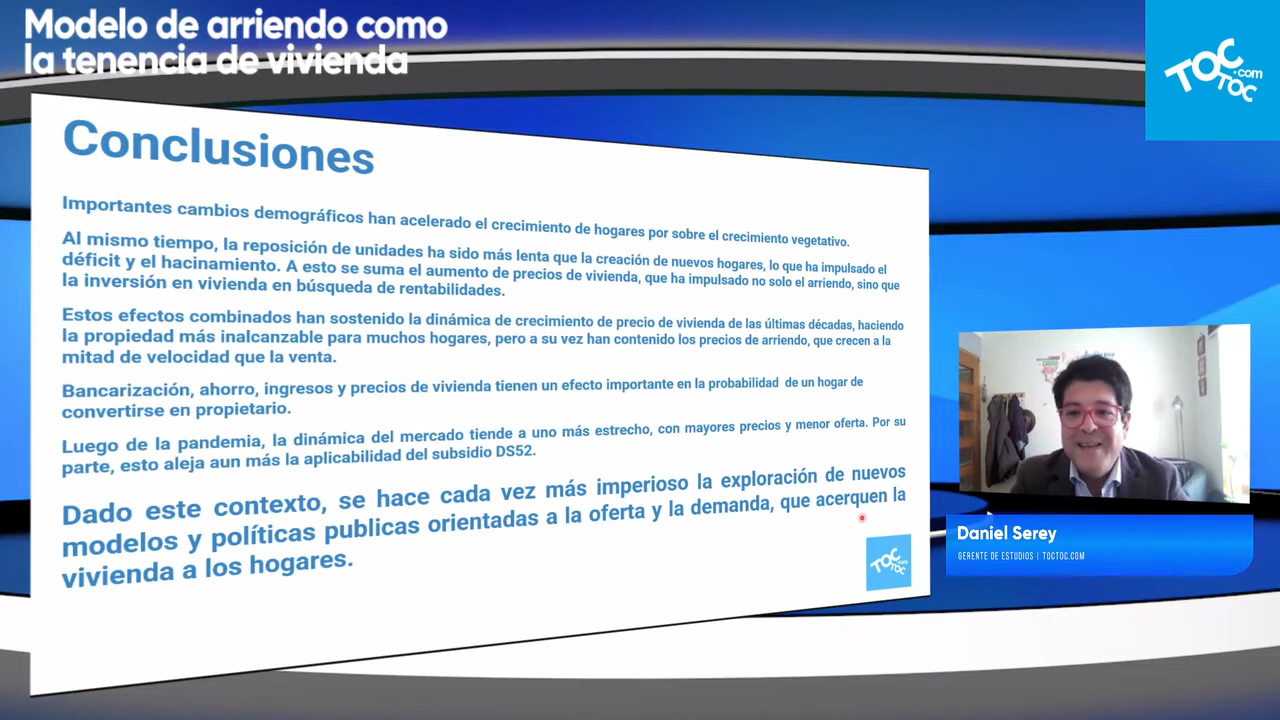 Modelo de arriendo como
la tenencia de vivienda
TOC
TOC
.com
Conclusiones
Importantes cambios demográficos han acelerado el crecimiento de hogares por sobre el crecimiento vegetativo.
Al mismo tiempo, la reposición de unidades ha sido más lenta que la creación de nuevos hogares, lo que ha impulsado el
déficit y el hacinamiento. A esto se suma el aumento de precios de vivienda, que ha impulsado no solo el arriendo, sino que
la inversión en vivienda en búsqueda de rentabilidades.
Estos efectos combinados han sostenido la dinámica de crecimiento de precio de vivienda de las últimas décadas, haciendo
la propiedad más inalcanzable para muchos hogares, pero a su vez han contenido los precios de arriendo, que crecen a la
mitad de velocidad que la venta.
Bancarización, ahorro, ingresos y precios de vivienda tienen un efecto importante en la probabilidad de un hogar de
convertirse en propietario.
Luego de la pandemia, la dinámica del mercado tiende a uno más estrecho, con mayores precios y menor oferta. Por su
parte, esto aleja aun más la aplicabilidad del subsidio DS52.
Dado este contexto, se hace cada vez más imperioso la exploración de nuevos
modelos y políticas publicas orientadas a la oferta y la demanda, que acerquen la
vivienda a los hogares.
TOC
TOC
.com
Daniel Serey
GERENTE DE ESTUDIOS | TOCTOC.COM